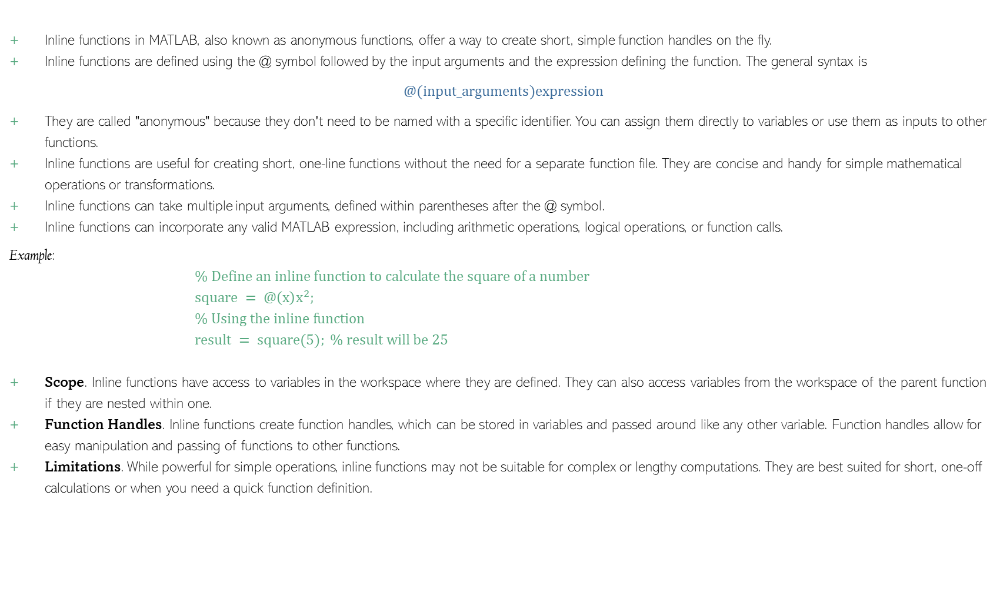 + Inline functions in MATLAB, also known as anonymous functions, offer a way to create short, simple function handles on the fly.
+ Inline functions are defined using the @ symbol followed by the input arguments and the expression defining the function. The general syntax is
@(input_arguments)expression
+ They are called "anonymous" because they don't need to be named with a specific identifier. You can assign them directly to variables or use them as inputs to other
functions.
+ Inline functions are useful for creating short, one-line functions without the need for a separate function file. They are concise and handy for simple mathematical
operations or transformations.
+ Inline functions can take multiple input arguments, defined within parentheses after the @ symbol.
+ Inline functions can incorporate any valid MATLAB expression, including arithmetic operations, logical operations, or function calls.
Example:
% Define an inline function to calculate the square of a number
square = @(x)x²;
% Using the inline function
result = square(5); % result will be 25
+ Scope. Inline functions have access to variables in the workspace where they are defined. They can also access variables from the workspace of the parent function
if they are nested within one.
+ Function Handles. Inline functions create function handles, which can be stored in variables and passed around like any other variable. Function handles allow for
easy manipulation and passing of functions to other functions.
+ Limitations. While powerful for simple operations, inline functions may not be suitable for complex or lengthy computations. They are best suited for short, one-off
calculations or when you need a quick function definition.